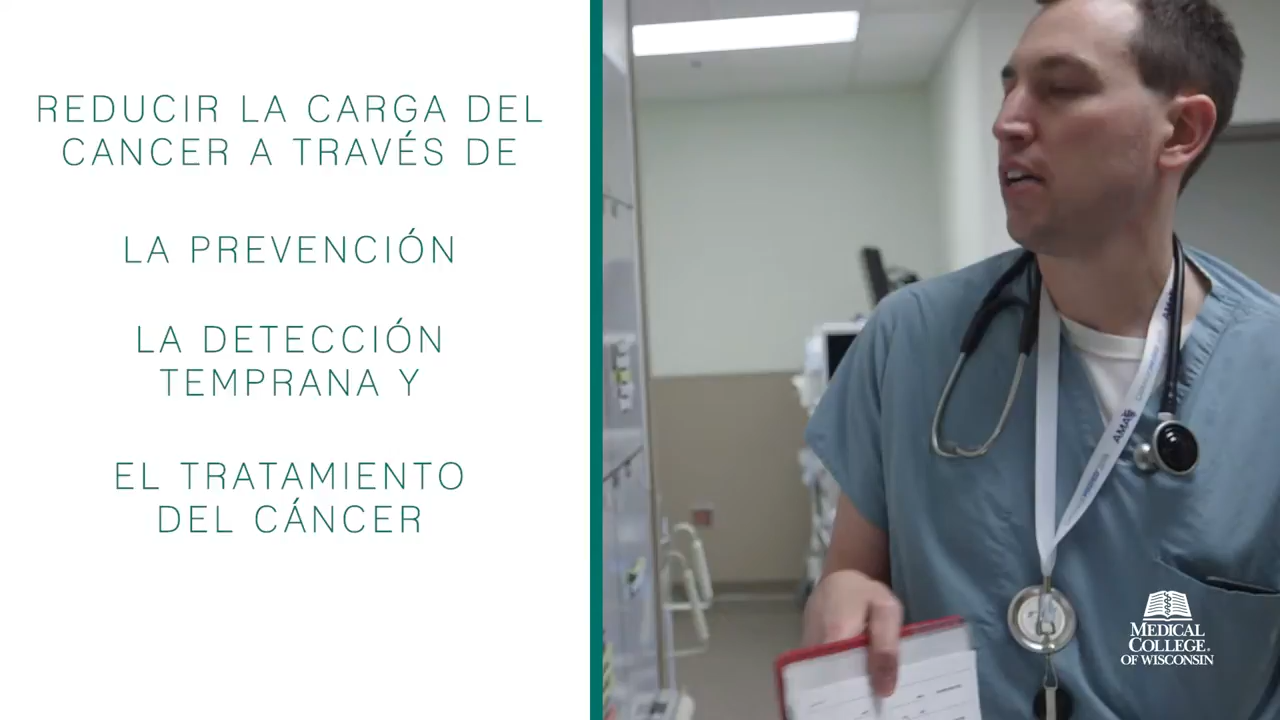 REDUCIR LA CARGA DEL
CANCER A TRAVÉS DE
LA PREVENCIÓN
LA DETECCIÓN
TEMPRANA Y
EL TRATAMIENTO
DEL CÁNCER
AMA
MEDICAL
COLLEGE
OF WISCONSIN